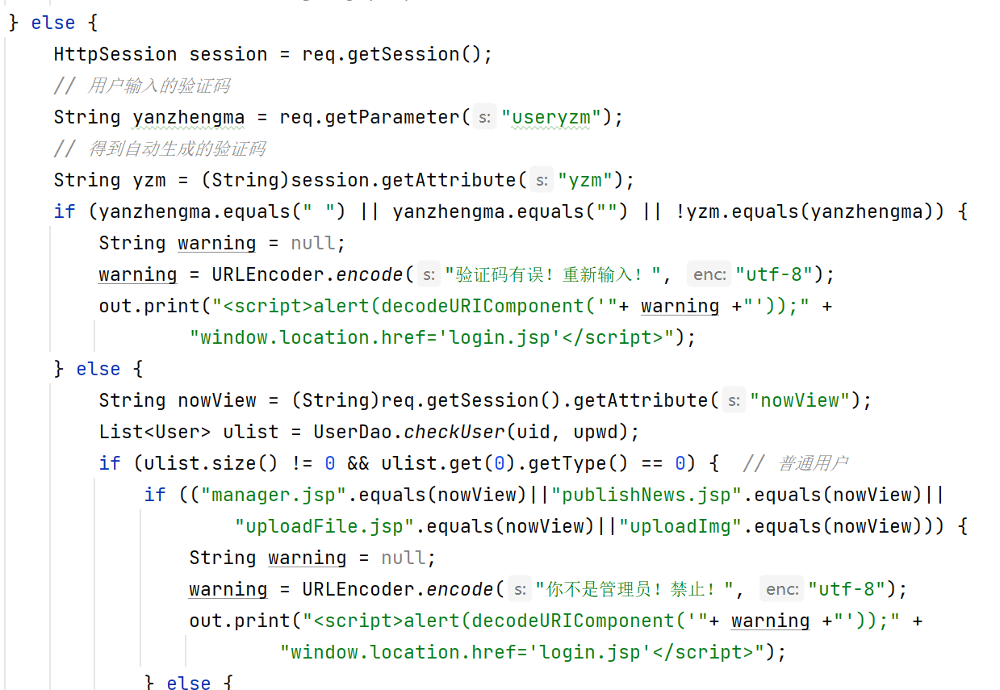 } else {
HttpSession session = req.getSession();
// 用户输入的验证码
String yanzhengma = req.getParameter( s: "useryzm");
// 得到自动生成的验证码
String yzm = (String)session.getAttribute( s: "yzm");
if (yanzhengma.equals(" ") || yanzhengma.equals("") || !yzm.equals(yanzhengma)) {
String warning = null;
warning = URLEncoder.encode( s: "验证码有误！重新输入！", enc: "utf-8");
out.print("<script>alert(decodeURIComponent('"+ warning +"'));" +
"window.location.href='login.jsp'</script>");
} else {
String nowView = (String)req.getSession().getAttribute( s: "nowView");
List<User> ulist = UserDao.checkUser(uid, upwd);
if (ulist.size() != 0 && ulist.get(0).getType() == 0) { // 普通用户
if (("manager.jsp".equals(nowView)||"publishNews.jsp".equals(nowView)||
"uploadFile.jsp".equals(nowView)||"uploadImg".equals(nowView))) {
String warning = null;
warning = URLEncoder.encode( s: "你不是管理员！禁止！", enc: "utf-8");
out.print("<script>alert(decodeURIComponent('"+ warning +"'));" +
"window.location.href='login.jsp'</script>");
} else {